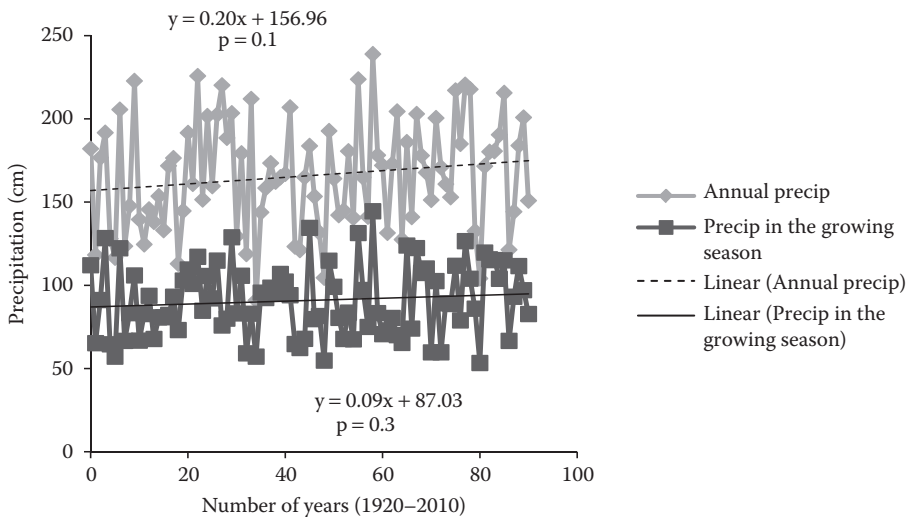 y = 0.20x + 156.96
p = 0.1
250
200
150
100
50
0
Precipitation (cm)
y = 0.09x + 87.03
p = 0.3
0 20 40 60 80 100
Number of years (1920–2010)
Annual precip
Precip in the growing
season
Linear (Annual precip)
Linear (Precip in the
growing season)